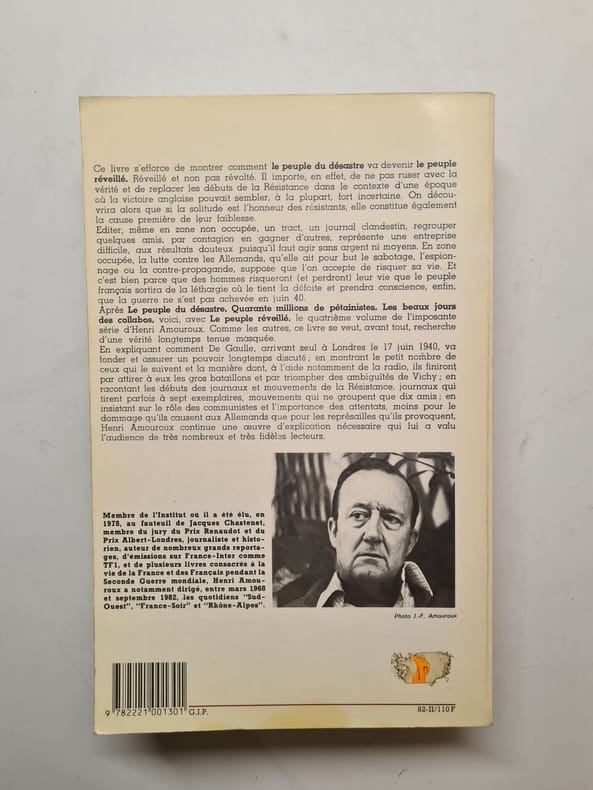 Ce livre s'efforce de montrer comment le peuple du désastre va devenir le peuple
réveillé. Réveillé et non pas révolté. Il importe, en effet, de ne pas ruser avec la
vérité et de replacer les débuts de la Résistance dans le contexte d'une époque
où la victoire anglaise pouvait sembler, à la plupart, fort incertaine. On décou-
vrira alors que si la solitude est l'honneur des résistants, elle constitue également
la cause première de leur faiblesse.
Editer, même en zone non occupée, un tract, un journal clandestin, regrouper
quelques amis, par contagion en gagner d'autres, représente une entreprise
difficile, aux résultats douteux puisqu'il faut agir sans argent ni moyens. En zone
occupée, la lutte contre les Allemands, qu'elle ait pour but le sabotage, l'espion-
nage ou la contre-propagande, suppose que l'on accepte de risquer sa vie. Et
c'est bien parce que des hommes risqueront (et perdront) leur vie que le peuple
français sortira de la léthargie où le tient la défaite et prendra conscience, enfin,
que la guerre ne s'est pas achevée en juin 40.
Après Le peuple du désastre, Quarante millions de pétainistes, Les beaux jours
des collabos, voici, avec Le peuple réveillé, le quatrième volume de l'imposante
série d'Henri Amouroux. Comme les autres, ce livre se veut, avant tout, recherche
d'une vérité longtemps tenue masquée.
En expliquant comment De Gaulle, arrivant seul à Londres le 17 juin 1940, va
fonder et assurer un pouvoir longtemps discuté ; en montrant le petit nombre de
ceux qui le suivent et la manière dont, à l'aide notamment de la radio, ils finiront
par attirer à eux les gros bataillons et par triompher des ambiguïtés de Vichy ; en
racontant les débuts des journaux et mouvements de la Résistance, journaux qui
tirent parfois à sept exemplaires, mouvements qui ne groupent que dix amis ; en
insistant sur le rôle des communistes et l'importance des attentats, moins pour le
dommage qu'ils causent aux Allemands que pour les représailles qu'ils provoquent,
Henri Amouroux continue une œuvre d'explication nécessaire qui lui a valu
l'audience de très nombreux et très fidèles lecteurs.
Membre de l'Institut où il a été élu, en
1978, au fauteuil de Jacques Chastenet,
membre du jury du Prix Renaudot et du
Prix Albert-Londres, journaliste et histo-
rien, auteur de nombreux grands reporta-
ges, d'émissions sur France-Inter comme
TF1, et de plusieurs livres consacrés à la
vie de la France et des Français pendant la
Seconde Guerre mondiale, Henri Amou-
roux a notamment dirigé, entre mars 1968
et septembre 1982, les quotidiens "Sud-
Ouest", "France-Soir" et "Rhône-Alpes".
Photo J.-F. Amouroux
9 782221 001301 G.I.P.
82-II/110 F